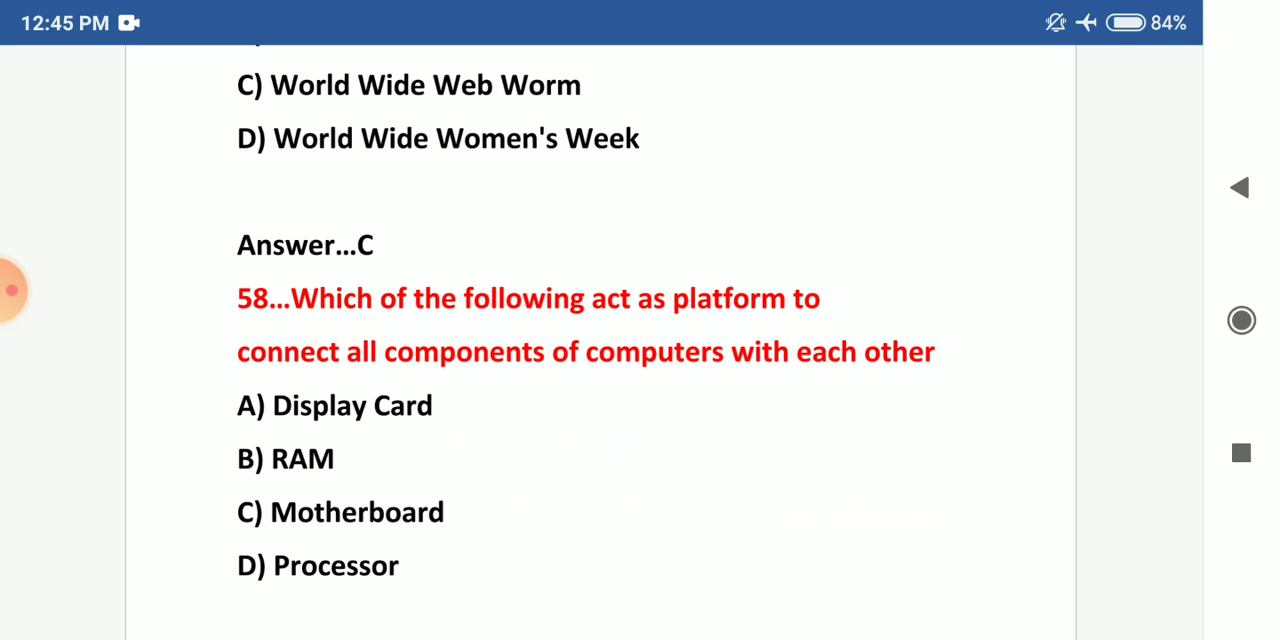 12:45 PM
84%
C) World Wide Web Worm
D) World Wide Women's Week
Answer...C
58...Which of the following act as platform to
connect all components of computers with each other
A) Display Card
B) RAM
C) Motherboard
D) Processor